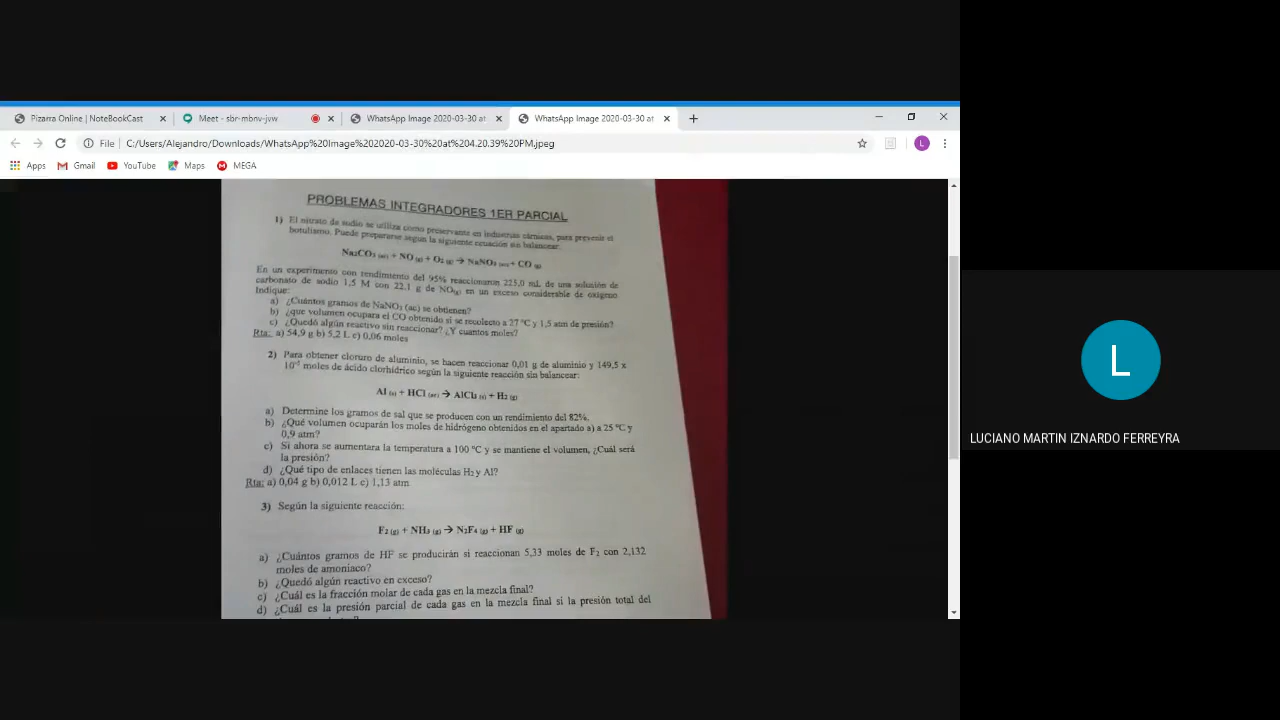 Pizarra Online | NoteBookCast
Meet - sbr-mbnv-jvw
WhatsApp Image 2020-03-30 at
WhatsApp Image 2020-03-30 at
File | C:/Users/Alejandro/Downloads/WhatsApp%20Image%202020-03-30%20at%204.20.39%20PM.jpeg
L
Apps Gmail YouTube Maps MEGA
PROBLEMAS INTEGRADORES 1ER PARCIAL
1) El nitrato de sodio se utiliza como preservante en industrias cárnicas, para prevenir el
botulismo. Puede prepararse según la siguiente ecuación sin balancear:
Na₂CO₃ (ac) + NO (g) + O₂ (g) → NaNO₃ (ac) + CO (g)
En un experimento con rendimiento del 95% reaccionaron 225,0 mL de una solución de
carbonato de sodio 1,5 M con 22,1 g de NO(g) en un exceso considerable de oxígeno
Indique:
a) ¿Cuántos gramos de NaNO₃ (ac) se obtienen?
b) ¿que volumen ocupara el CO obtenido si se recolecto a 27 °C y 1,5 atm de presión?
c) ¿Quedó algún reactivo sin reaccionar? ¿Y cuantos moles?
Rta: a) 54,9 g b) 5,2 L c) 0,06 moles
2) Para obtener cloruro de aluminio, se hacen reaccionar 0,01 g de aluminio y 149,5 x
moles de ácido clorhídrico según la siguiente reacción sin balancear:
Al (s) + HCl (ac) → AlCl₃ (s) + H₂ (g)
a) Determine los gramos de sal que se producen con un rendimiento del 82%.
b) ¿Qué volumen ocuparán los moles de hidrógeno obtenidos en el apartado a) a 25 °C y
0,9 atm?
c) Si ahora se aumentara la temperatura a 100 °C y se mantiene el volumen, ¿Cuál será
la presión?
d) ¿Qué tipo de enlaces tienen las moléculas H₂ y Al?
Rta: a) 0,04 g b) 0,012 L c) 1,13 atm
3) Según la siguiente reacción:
F₂ (g) + NH₃ (g) → N₂F₄ (g) + HF (g)
a) ¿Cuántos gramos de HF se producirán si reaccionan 5,33 moles de F₂ con 2,132
moles de amoniaco?
b) ¿Quedó algún reactivo en exceso?
c) ¿Cuál es la fracción molar de cada gas en la mezcla final?
d) ¿Cuál es la presión parcial de cada gas en la mezcla final si la presión total del
L
LUCIANO MARTIN IZNARDO FERREYRA